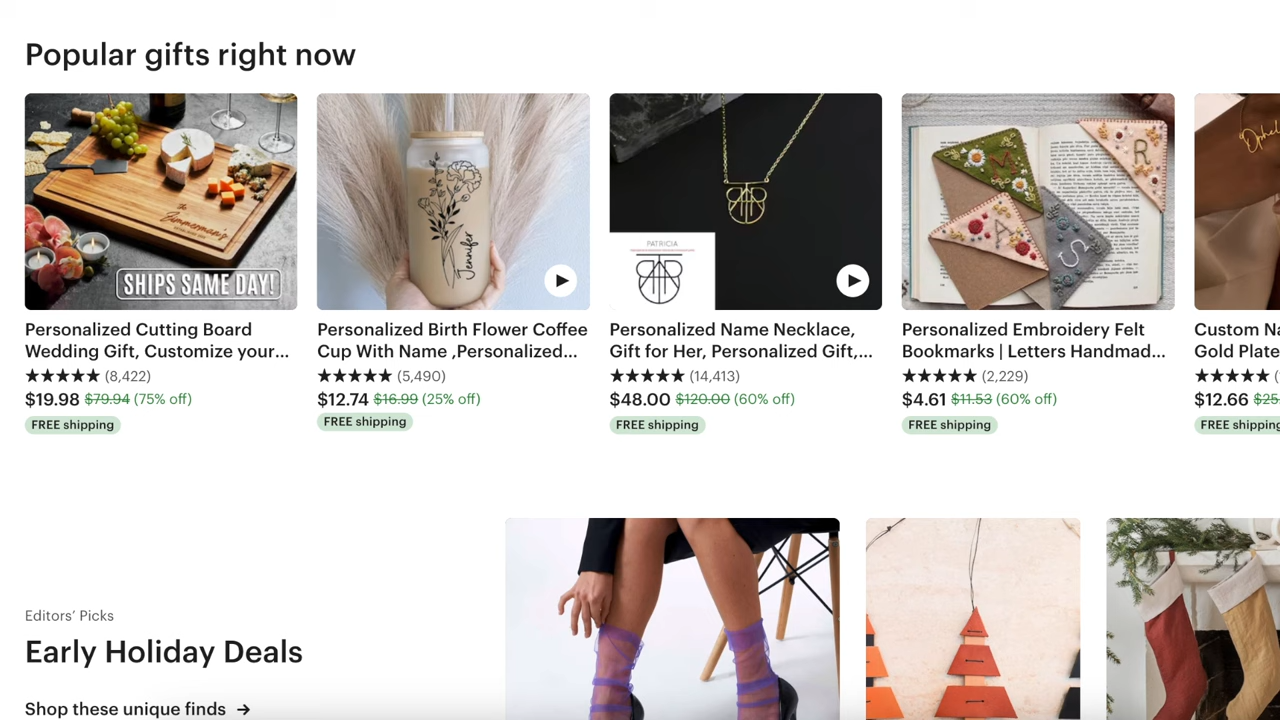 Popular gifts right now
the
Zimmerman's
SHIPS SAME DAY!
Jennifer
PATRICIA
M
R
A
S
Personalized Cutting Board
Wedding Gift, Customize your...
(8,422)
$19.98 $79.94 (75% off)
FREE shipping
Personalized Birth Flower Coffee
Cup With Name ,Personalized...
(5,490)
$12.74 $16.99 (25% off)
FREE shipping
Personalized Name Necklace,
Gift for Her, Personalized Gift,...
(14,413)
$48.00 $120.00 (60% off)
FREE shipping
Personalized Embroidery Felt
Bookmarks | Letters Handmad...
(2,229)
$4.61 $11.53 (60% off)
FREE shipping
Custom Na
Gold Plate
$12.66 $25
FREE shipping
Editors' Picks
Early Holiday Deals
Shop these unique finds →